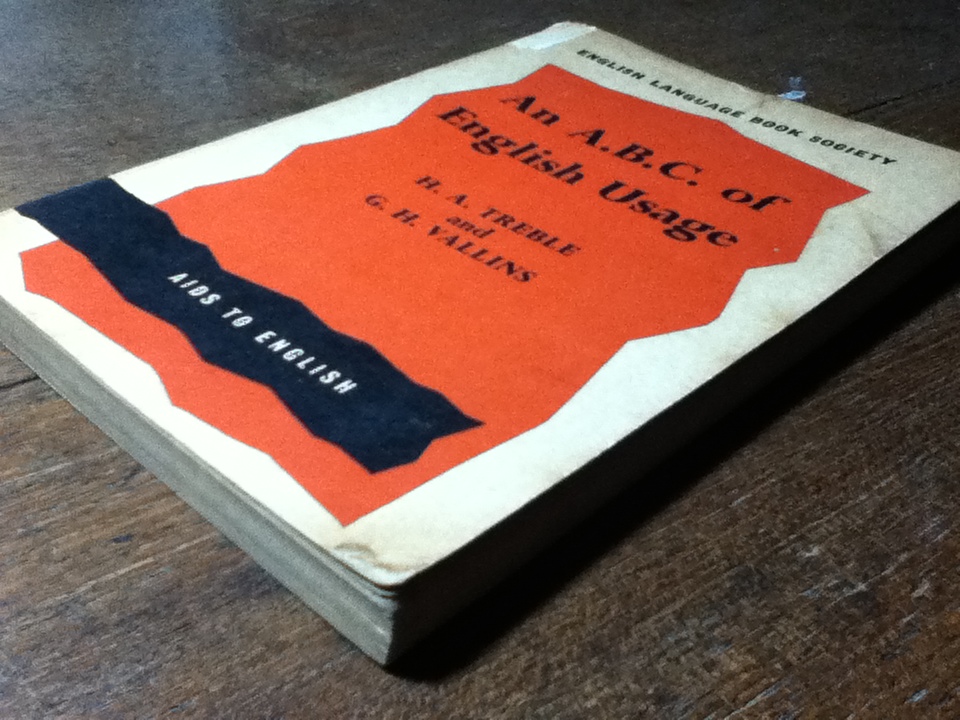 ENGLISH LANGUAGE BOOK SOCIETY
An A.B.C. of
English Usage
H. A. TREBLE
and
G. H. VALLINS
AIDS TO ENGLISH